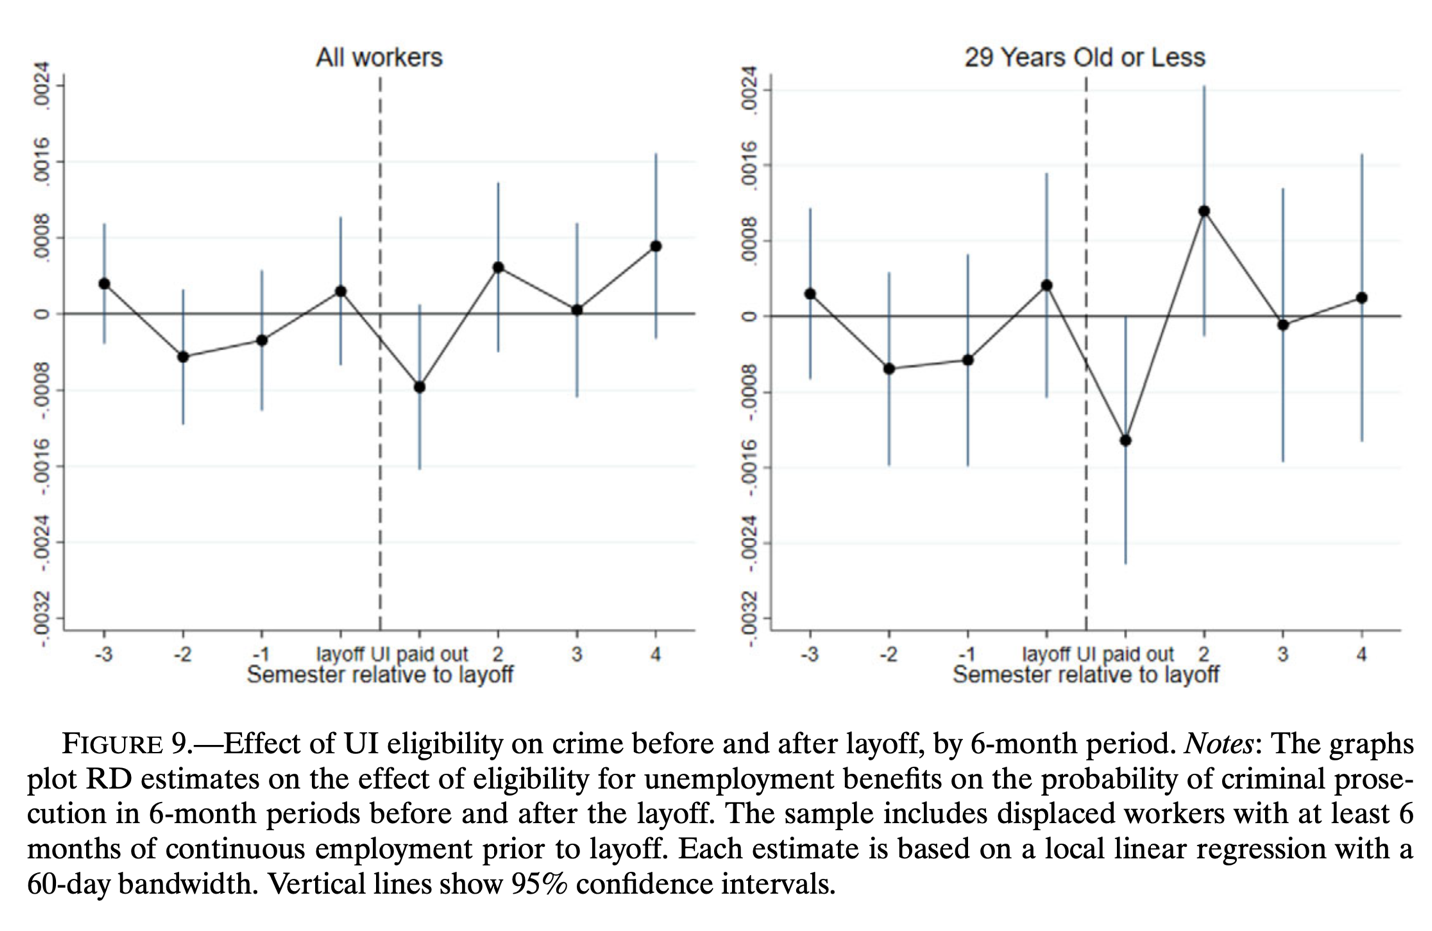 All workers
.0024
.0016
.0008
0
-.0008
-.0016
-.0024
-.0032
-3 -2 -1 layoff UI paid out 2 3 4
Semester relative to layoff
29 Years Old or Less
.0024
.0016
.0008
0
-.0008
-.0016
-.0024
-.0032
-3 -2 -1 layoff UI paid out 2 3 4
Semester relative to layoff
FIGURE 9.—Effect of UI eligibility on crime before and after layoff, by 6-month period. Notes: The graphs
plot RD estimates on the effect of eligibility for unemployment benefits on the probability of criminal prose-
cution in 6-month periods before and after the layoff. The sample includes displaced workers with at least 6
months of continuous employment prior to layoff. Each estimate is based on a local linear regression with a
60-day bandwidth. Vertical lines show 95% confidence intervals.